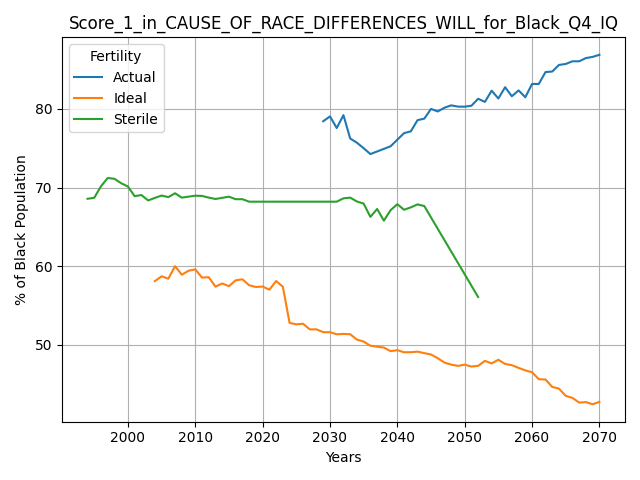 Score_1_in_CAUSE_OF_RACE_DIFFERENCES_WILL_for_Black_Q4_IQ
Fertility
Actual
Ideal
Sterile
% of Black Population
80
70
60
50
2000 2010 2020 2030 2040 2050 2060 2070
Years